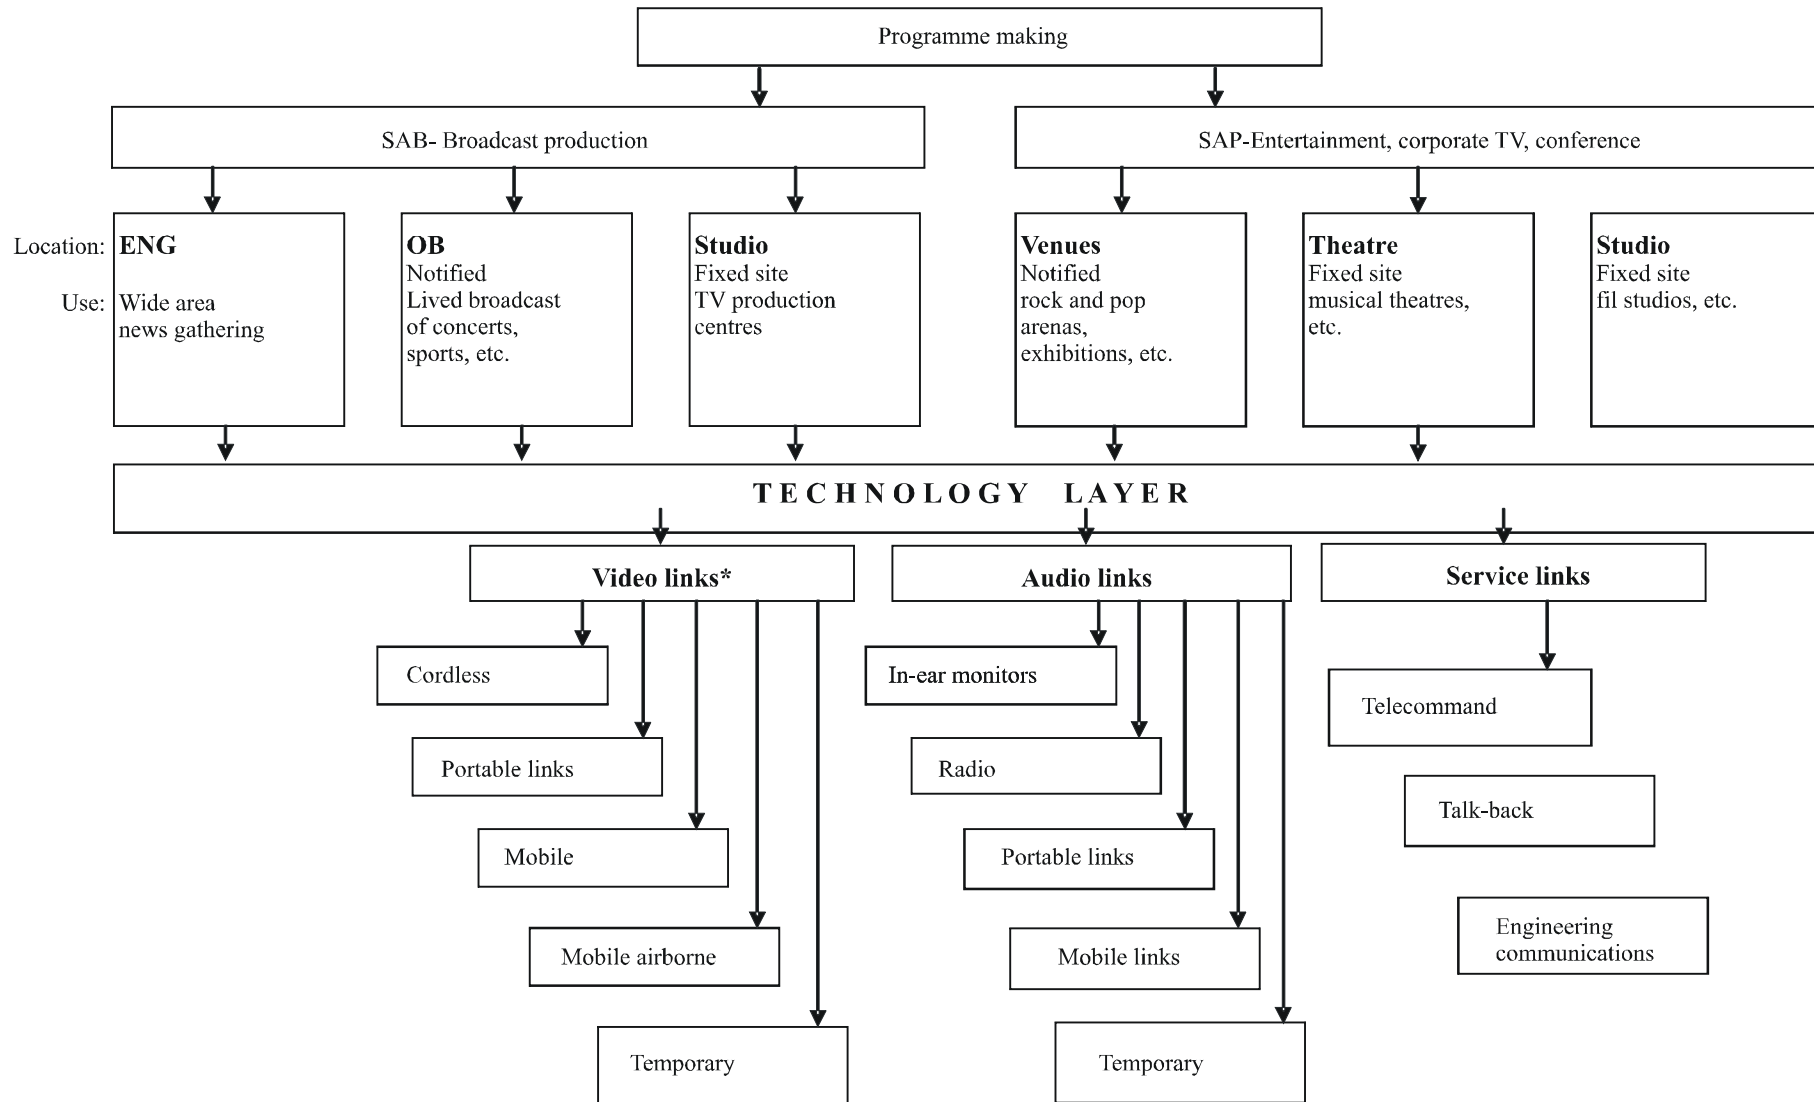 Programme making
SAB- Broadcast production
SAP-Entertainment, corporate TV, conference
Location:
Use:
ENG
Wide area
news gathering
OB
Notified
Lived broadcast
of concerts,
sports, etc.
Studio
Fixed site
TV production
centres
Venues
Notified
rock and pop
arenas,
exhibitions, etc.
Theatre
Fixed site
musical theatres,
etc.
Studio
Fixed site
fil studios, etc.
TECHNOLOGY LAYER
Video links*
Audio links
Service links
Cordless
Portable links
Mobile
Mobile airborne
Temporary
In-ear monitors
Radio
Portable links
Mobile links
Temporary
Telecommand
Talk-back
Engineering
communications